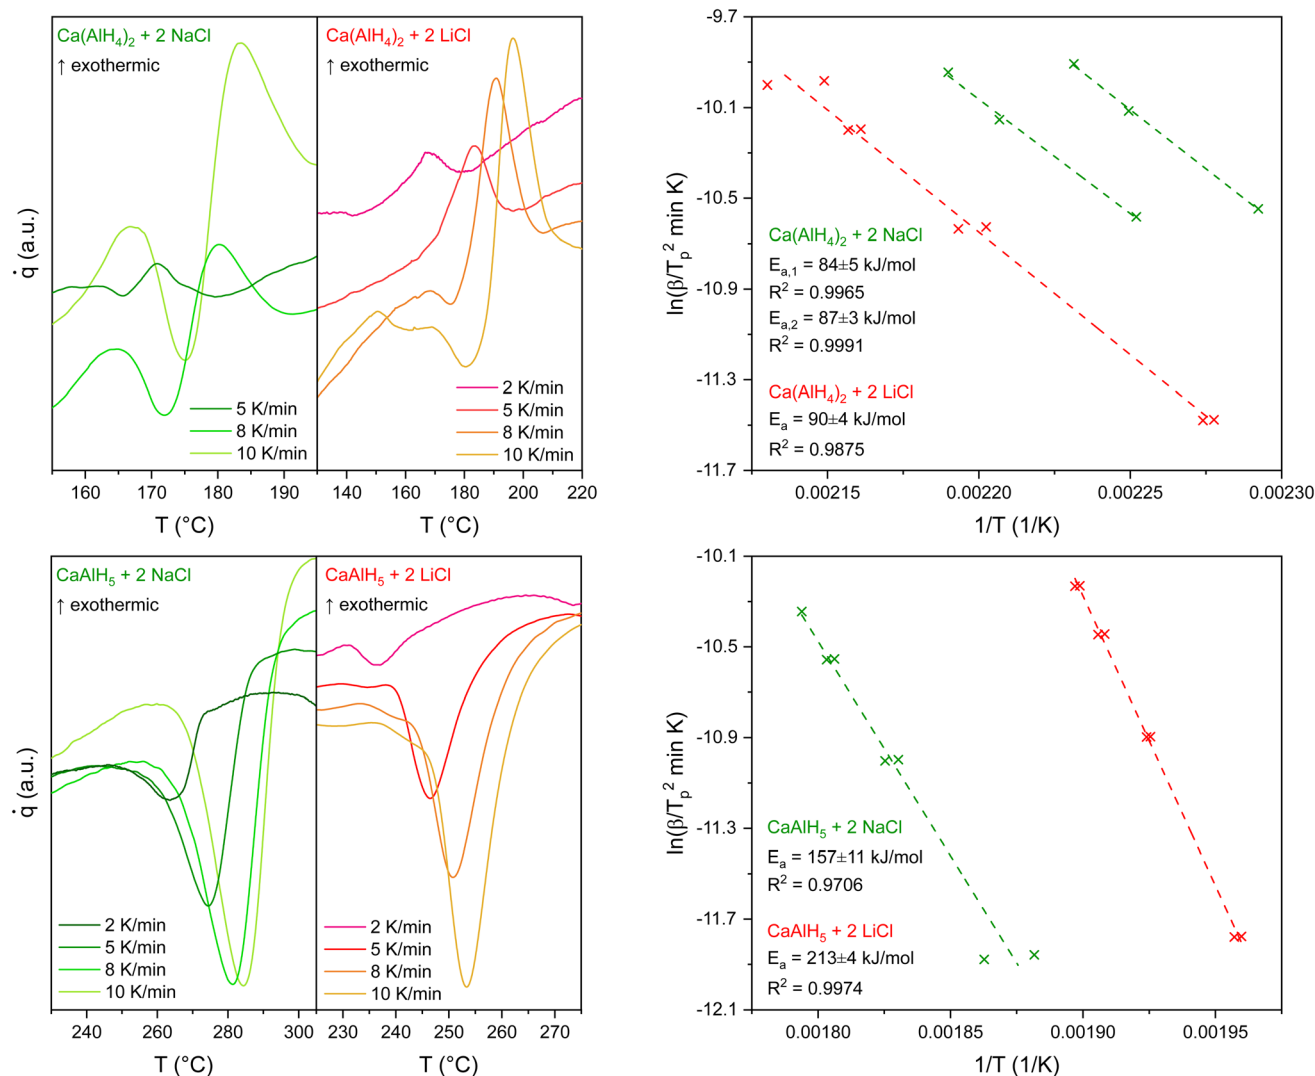 Ca(AlH₄)₂ + 2 NaCl
↑ exothermic
5 K/min
8 K/min
10 K/min
160 170 180 190
T (°C)
q̇ (a.u.)
Ca(AlH₄)₂ + 2 LiCl
↑ exothermic
2 K/min
5 K/min
8 K/min
10 K/min
140 160 180 200 220
T (°C)
-9.7
-10.1
-10.5
-10.9
-11.3
-11.7
ln(β/Tₚ² min K)
Ca(AlH₄)₂ + 2 NaCl
Eₐ,₁ = 84±5 kJ/mol
R² = 0.9965
Eₐ,₂ = 87±3 kJ/mol
R² = 0.9991
Ca(AlH₄)₂ + 2 LiCl
Eₐ = 90±4 kJ/mol
R² = 0.9875
0.00215 0.00220 0.00225 0.00230
1/T (1/K)
CaAlH₅ + 2 NaCl
↑ exothermic
2 K/min
5 K/min
8 K/min
10 K/min
240 260 280 300
T (°C)
q̇ (a.u.)
CaAlH₅ + 2 LiCl
↑ exothermic
2 K/min
5 K/min
8 K/min
10 K/min
230 240 250 260 270
T (°C)
-10.1
-10.5
-10.9
-11.3
-11.7
-12.1
ln(β/Tₚ² min K)
CaAlH₅ + 2 NaCl
Eₐ = 157±11 kJ/mol
R² = 0.9706
CaAlH₅ + 2 LiCl
Eₐ = 213±4 kJ/mol
R² = 0.9974
0.00180 0.00185 0.00190 0.00195
1/T (1/K)